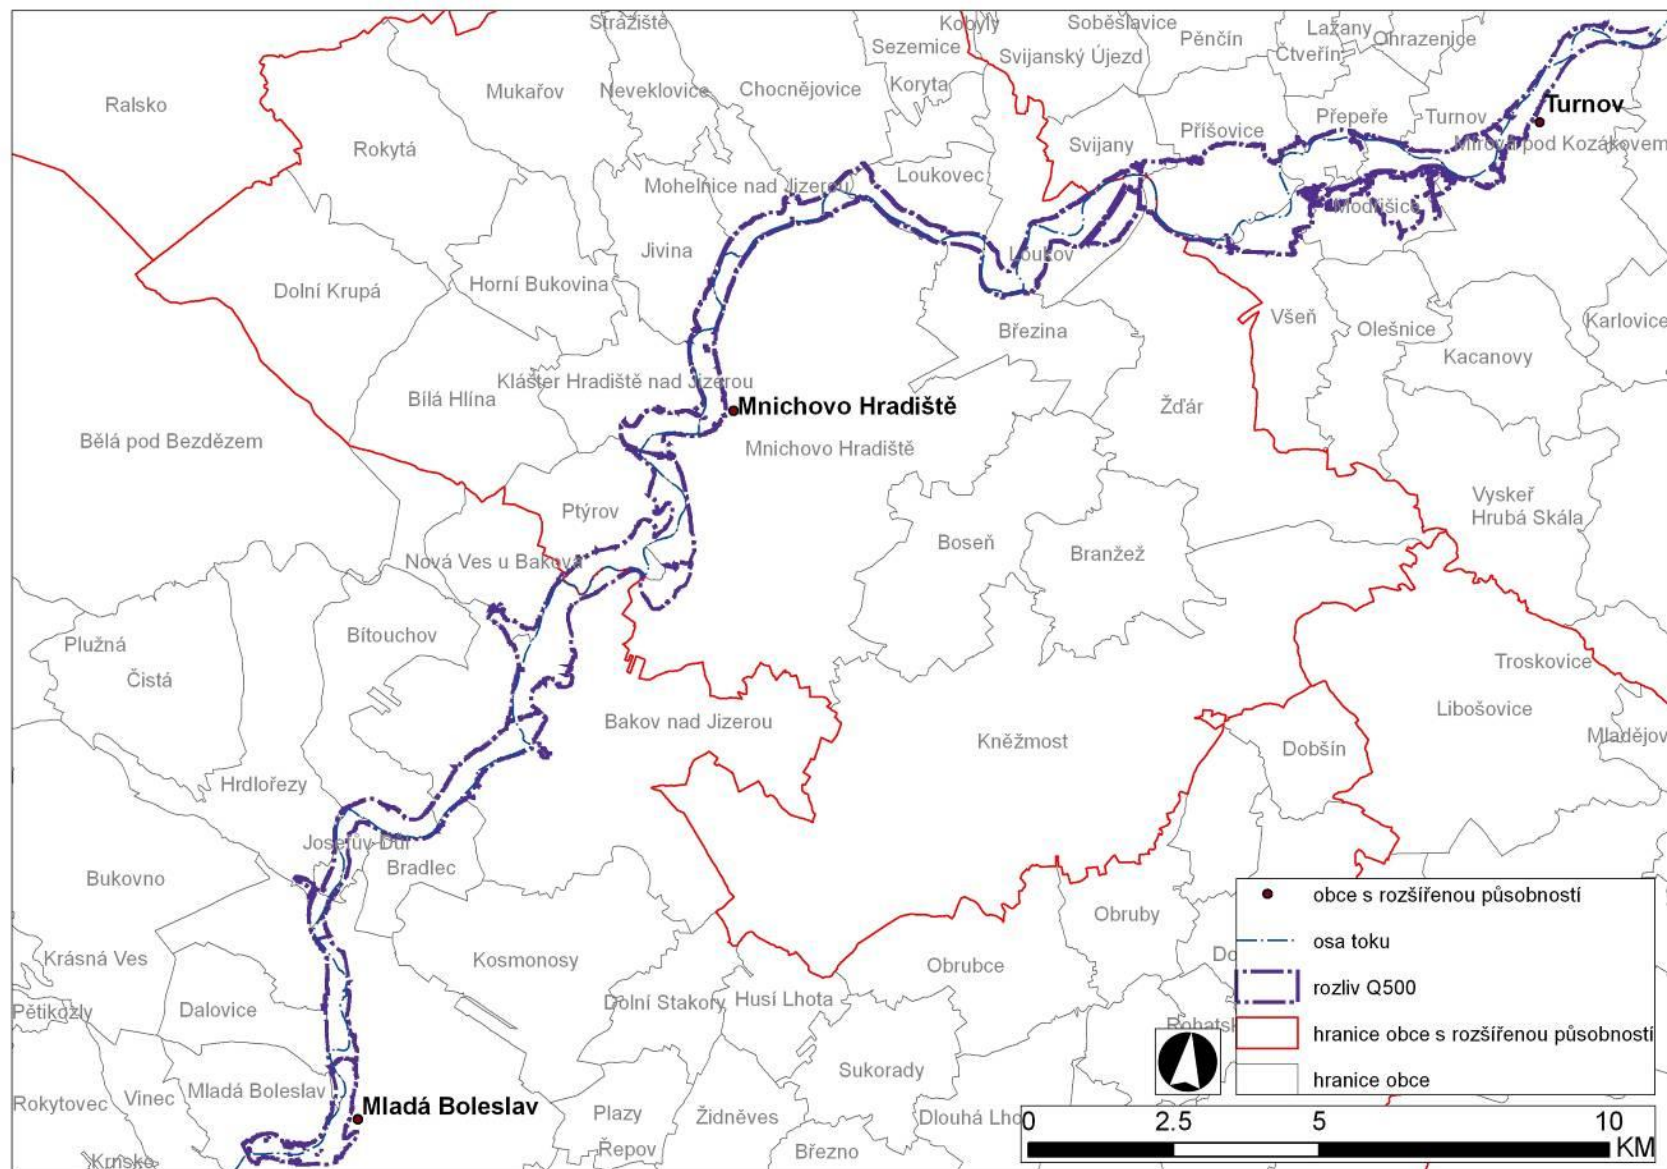 Strážiště
Kobyly
Soběslavice
Lažany
Pěnčín
Ohrazenice
Sezemice
Svijanský Újezd
Čtveřín
Ralsko
Mukařov
Neveklovice
Chocnějovice
Koryta
Turnov
Přepeře
Turnov
Rokytá
Svijany
Příšovice
Mírová pod Kozákovem
Loukovec
Mohelnice nad Jizerou
Modřišice
Jivina
Loukov
Dolní Krupá
Horní Bukovina
Březina
Všeň
Olešnice
Karlovice
Kacanovy
Klášter Hradiště nad Jizerou
Bílá Hlína
Mnichovo Hradiště
Žďár
Bělá pod Bezdězem
Mnichovo Hradiště
Vyskeř
Ptýrov
Hrubá Skála
Boseň
Branžež
Nová Ves u Bakova
Bítouchov
Plužná
Čistá
Troskovice
Bakov nad Jizerou
Libošovice
Kněžmost
Dobšín
Mladějov
Hrdlořezy
Josefův Důl
Bradlec
Bukovno
Obruby
Krásná Ves
Kosmonosy
Obrubce
Dolní Stakory
Husí Lhota
Pětikozly
Dalovice
Sukorady
Mladá Boleslav
Vinec
Rokytovec
Mladá Boleslav
Plazy
Židněves
Řepov
Březno
Krnsko
obce s rozšířenou působností
osa toku
rozliv Q500
hranice obce s rozšířenou působností
hranice obce
0 2.5 5 10
KM